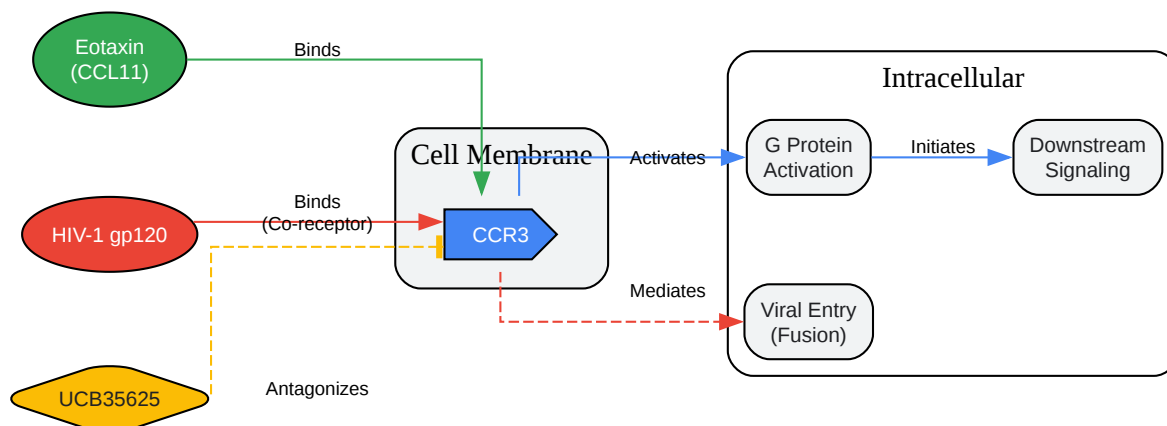 Eotaxin
(CCL11)
Binds
Intracellular
Cell Membrane
Activates
G Protein
Activation
Initiates
Downstream
Signaling
HIV-1 gp120
Binds
(Co-receptor)
CCR3
Mediates
Viral Entry
(Fusion)
UCB35625
Antagonizes